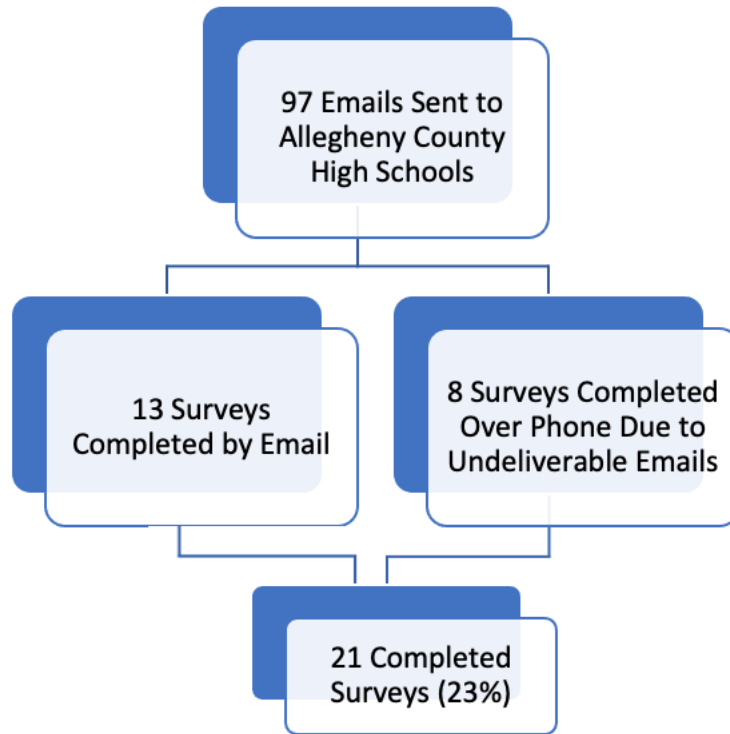 97 Emails Sent to
Allegheny County
High Schools
13 Surveys
Completed by Email
8 Surveys Completed
Over Phone Due to
Undeliverable Emails
21 Completed
Surveys (23%)